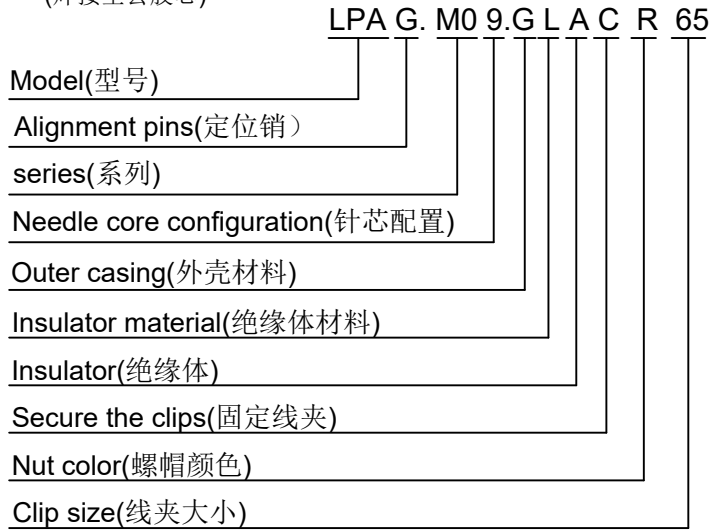 LPA G. M0 9.G L A C R 65
Model(型号)
Alignment pins(定位销）
series(系列)
Needle core configuration(针芯配置)
Outer casing(外壳材料)
Insulator material(绝缘体材料)
Insulator(绝缘体)
Secure the clips(固定线夹)
Nut color(螺帽颜色)
Clip size(线夹大小)